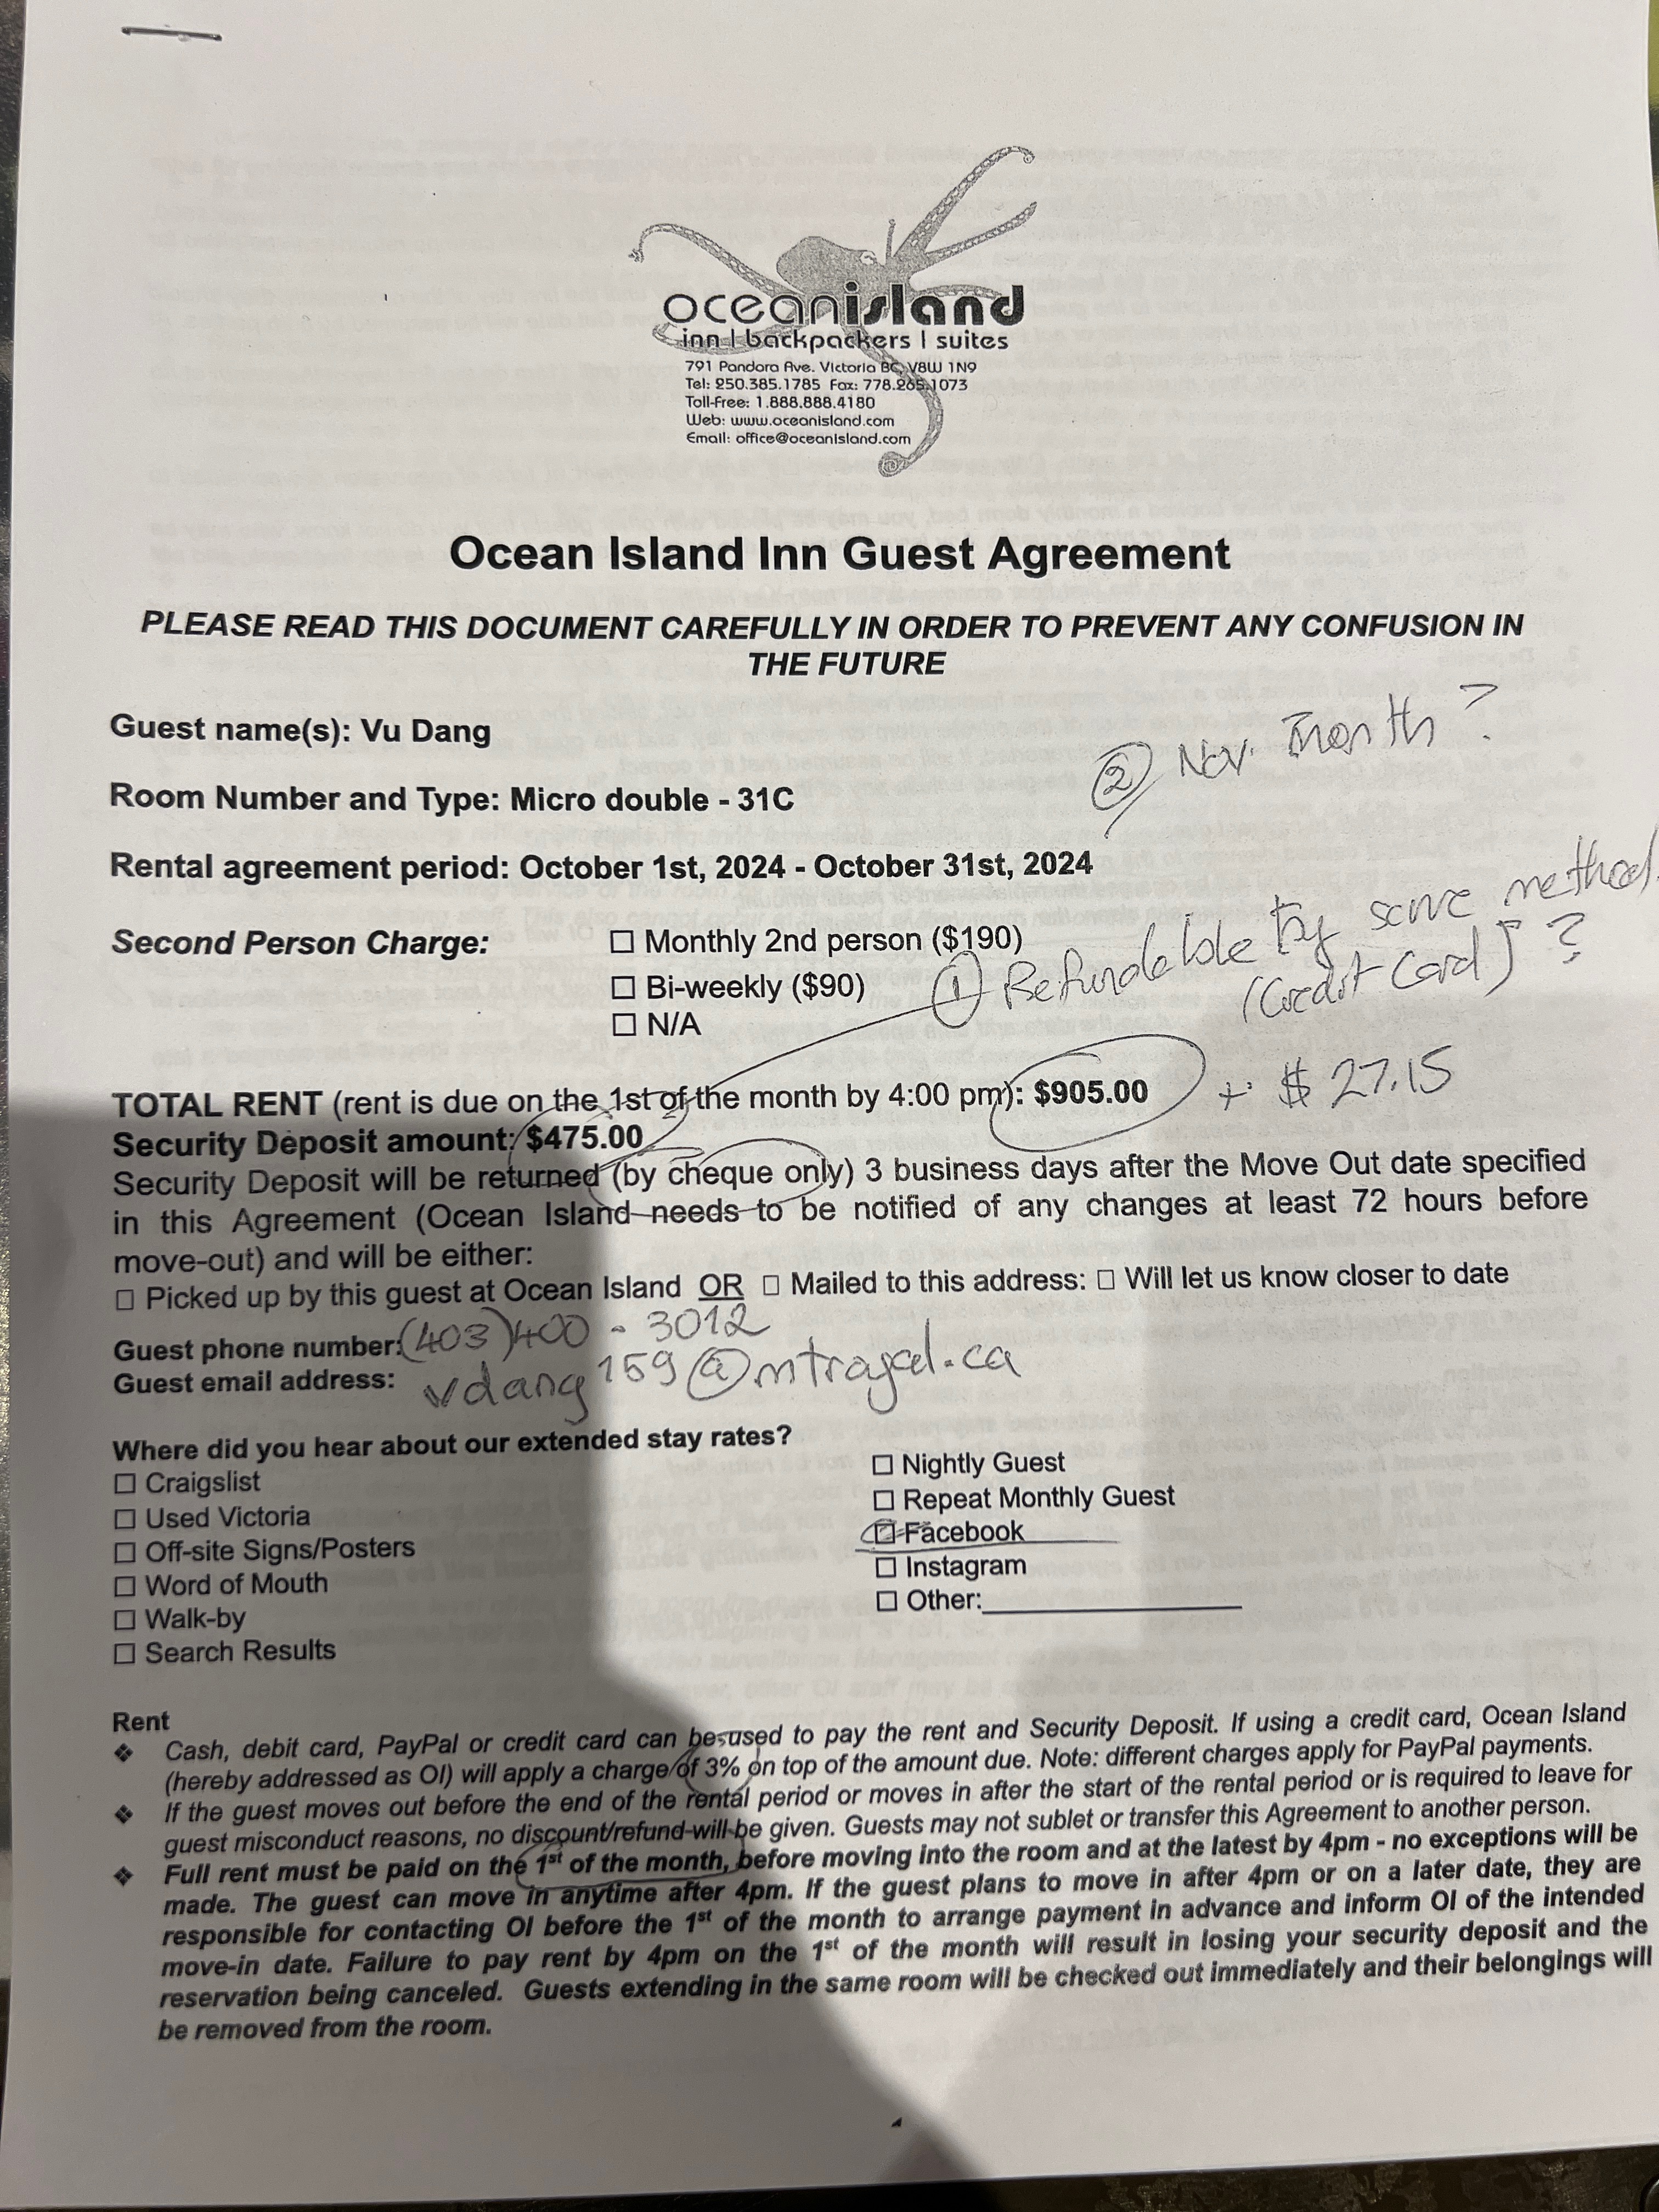 oceanisland
inn | backpackers | suites
791 Pandora Ave. Victoria BC, V8W 1N9
Tel: 250.385.1785 Fax: 778.265.1073
Toll-Free: 1.888.888.4180
Web: www.oceanisland.com
Email: office@oceanisland.com
Ocean Island Inn Guest Agreement
PLEASE READ THIS DOCUMENT CAREFULLY IN ORDER TO PREVENT ANY CONFUSION IN
THE FUTURE
Guest name(s): Vu Dang
② Nov. month?
Room Number and Type: Micro double - 31C
Rental agreement period: October 1st, 2024 - October 31st, 2024
Second Person Charge:
☐ Monthly 2nd person ($190)
☐ Bi-weekly ($90)
☐ N/A
① Refundable by same method
(Credit Card)?
TOTAL RENT (rent is due on the 1st of the month by 4:00 pm): $905.00 + $27.15
Security Deposit amount: $475.00
Security Deposit will be returned (by cheque only) 3 business days after the Move Out date specified
in this Agreement (Ocean Island needs to be notified of any changes at least 72 hours before
move-out) and will be either:
☐ Picked up by this guest at Ocean Island OR ☐ Mailed to this address: ☐ Will let us know closer to date
Guest phone number: (403)400 - 3012
Guest email address: vdang159@mtroyal.ca
Where did you hear about our extended stay rates?
☐ Craigslist
☐ Used Victoria
☐ Off-site Signs/Posters
☐ Word of Mouth
☐ Walk-by
☐ Search Results
☐ Nightly Guest
☐ Repeat Monthly Guest
☐ Facebook
☐ Instagram
☐ Other:
Rent
❖ Cash, debit card, PayPal or credit card can be used to pay the rent and Security Deposit. If using a credit card, Ocean Island
(hereby addressed as OI) will apply a charge of 3% on top of the amount due. Note: different charges apply for PayPal payments.
❖ If the guest moves out before the end of the rental period or moves in after the start of the rental period or is required to leave for
guest misconduct reasons, no discount/refund will be given. Guests may not sublet or transfer this Agreement to another person.
❖ Full rent must be paid on the 1st of the month, before moving into the room and at the latest by 4pm - no exceptions will be
made. The guest can move in anytime after 4pm. If the guest plans to move in after 4pm or on a later date, they are
responsible for contacting OI before the 1st of the month to arrange payment in advance and inform OI of the intended
move-in date. Failure to pay rent by 4pm on the 1st of the month will result in losing your security deposit and the
reservation being canceled. Guests extending in the same room will be checked out immediately and their belongings will
be removed from the room.